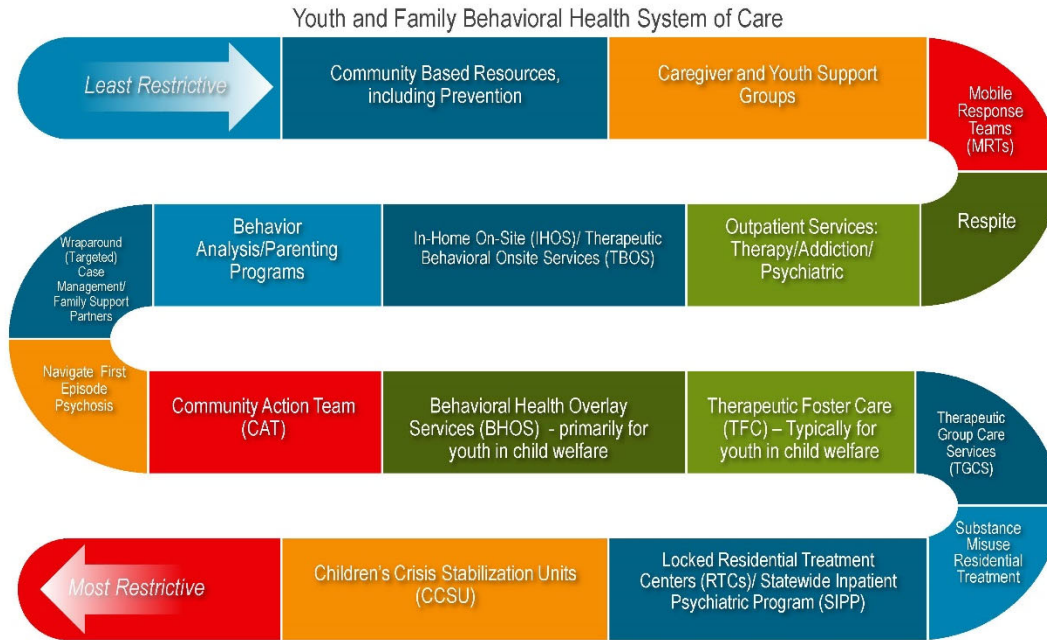 Youth and Family Behavioral Health System of Care
Least Restrictive
Community Based Resources,
including Prevention
Caregiver and Youth Support
Groups
Mobile
Response
Teams
(MRTs)
Respite
Outpatient Services:
Therapy/Addiction/
Psychiatric
In-Home On-Site (IHOS)/ Therapeutic
Behavioral Onsite Services (TBOS)
Behavior
Analysis/Parenting
Programs
Wraparound
(Targeted)
Case
Management/
Family Support
Partners
Navigate First
Episode
Psychosis
Community Action Team
(CAT)
Behavioral Health Overlay
Services (BHOS) - primarily for
youth in child welfare
Therapeutic Foster Care
(TFC) – Typically for
youth in child welfare
Therapeutic
Group Care
Services
(TGCS)
Substance
Misuse
Residential
Treatment
Locked Residential Treatment
Centers (RTCs)/ Statewide Inpatient
Psychiatric Program (SIPP)
Children's Crisis Stabilization Units
(CCSU)
Most Restrictive